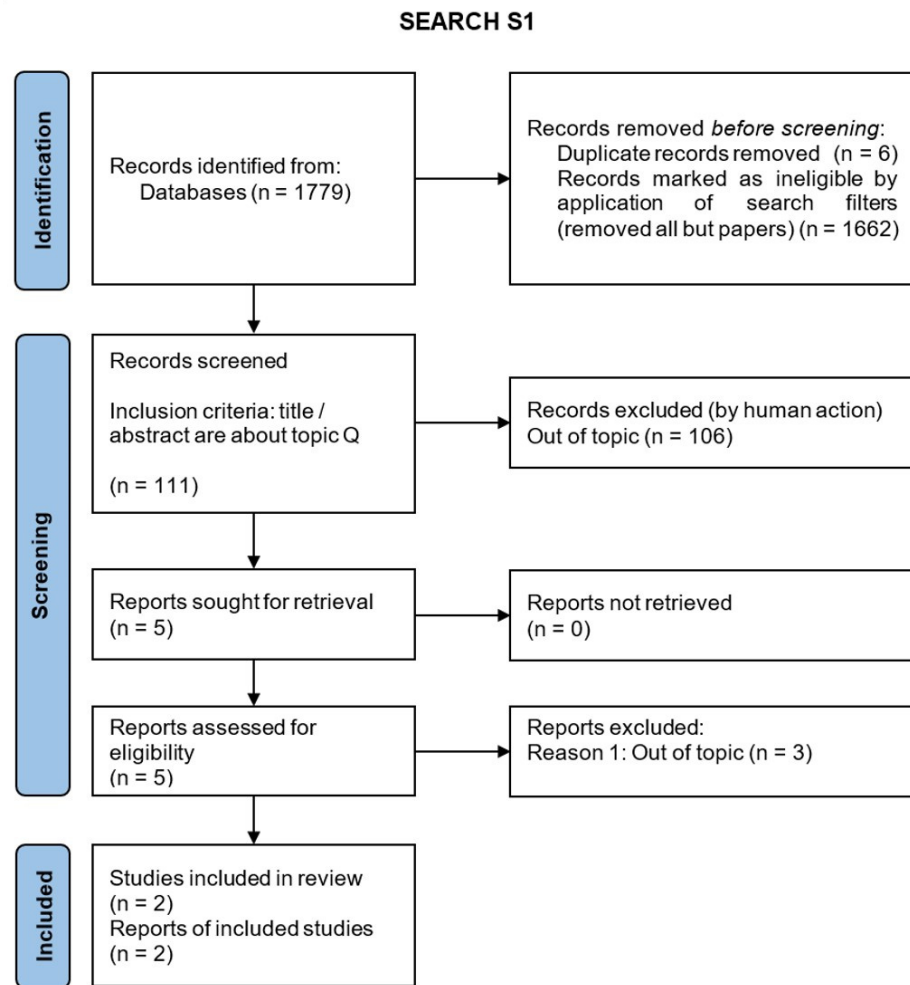 SEARCH S1
Identification
Records identified from:
Databases (n = 1779)
Records removed before screening:
Duplicate records removed (n = 6)
Records marked as ineligible by
application of search filters
(removed all but papers) (n = 1662)
Screening
Records screened
Inclusion criteria: title /
abstract are about topic Q
(n = 111)
Records excluded (by human action)
Out of topic (n = 106)
Reports sought for retrieval
(n = 5)
Reports not retrieved
(n = 0)
Reports assessed for
eligibility
(n = 5)
Reports excluded:
Reason 1: Out of topic (n = 3)
Included
Studies included in review
(n = 2)
Reports of included studies
(n = 2)